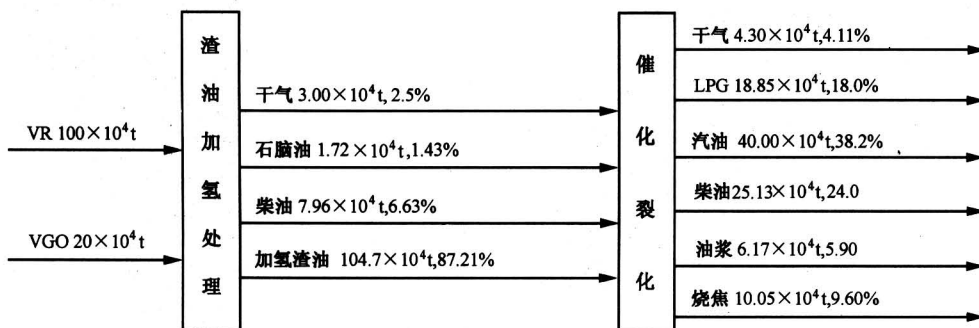 VR 100×10⁴t
VGO 20×10⁴t
渣油加氢处理
干气 3.00×10⁴t, 2.5%
石脑油 1.72×10⁴t,1.43%
柴油 7.96×10⁴t,6.63%
加氢渣油 104.7×10⁴t,87.21%
催化裂化
干气 4.30×10⁴t,4.11%
LPG 18.85×10⁴t,18.0%
汽油 40.00×10⁴t,38.2%
柴油25.13×10⁴t,24.0
油浆 6.17×10⁴t,5.90
烧焦 10.05×10⁴t,9.60%